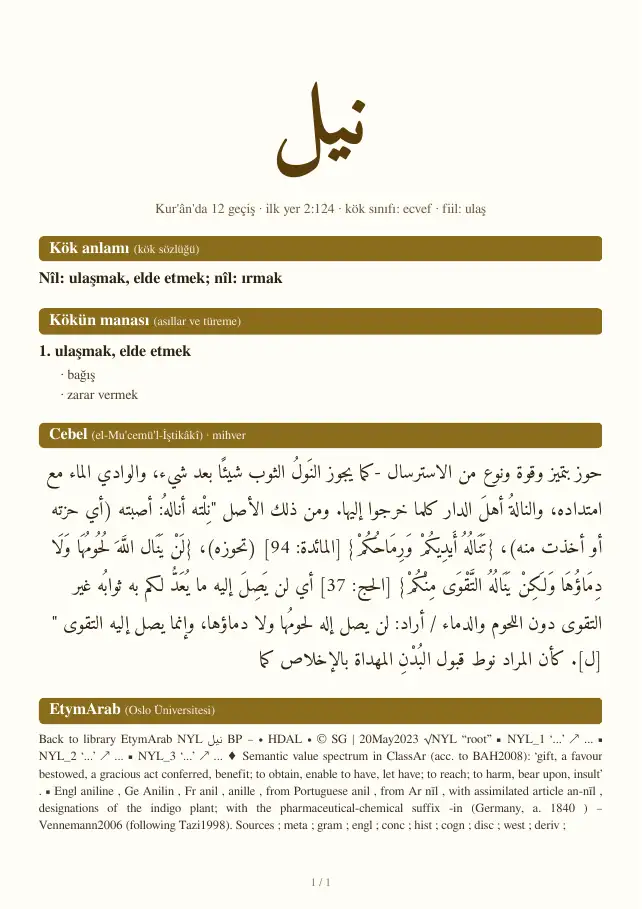 نيل
Kur'ân'da 12 geçiş · ilk yer 2:124 · kök sınıfı: ecvef · fiil: ulaş
Kök anlamı (kök sözlüğü)
Nîl: ulaşmak, elde etmek; nîl: ırmak
Kökün manası (asıllar ve türeme)
1. ulaşmak, elde etmek
· bağış
· zarar vermek
Cebel (el-Mu'cemü'l-İştikâkî) · mihver
حوز بتميز وقوة ونوع من الاسترسال -كما يجوز النَولُ الثوب شيئًا بعد شيء، والوادي الماء مع
امتداده، والنالةُ أهلَ الدار كلما خرجوا إليها. ومن ذلك الأصل "نِلْته أنالهُ: أصبته (أي حزته
أو أخذت منه)، {تَنَالُهُ أَيدِيكُمْ وَرِمَاحُكُمْ} [المائدة: 94] (تحوزه)، {لَنْ يَنَال اللَّهَ لُحُومُهَا وَلَا
دِمَاؤُهَا وَلَكِنْ يَنَالُهُ التَّقْوَى مِنْكُمْ} [الحج: 37] أي لن يَصِلَ إليه ما يُعَدُّ لكم به ثوابُه غير
التقوى دون اللحوم والدماء / أراد: لن يصل إله لحومُها ولا دماؤها، وإنما يصل إليه التقوى "
[ل]. كأن المراد نوط قبول البُدْنِ المهداة بالإخلاص كما
EtymArab (Oslo Üniversitesi)
Back to library EtymArab NYL نيل BP – • HDAL • © SG | 20May2023 √NYL “root” ▪ NYL_1 ‘...’ ↗ ... ▪
NYL_2 ‘...’ ↗ ... ▪ NYL_3 ‘...’ ↗ ... ♦ Semantic value spectrum in ClassAr (acc. to BAH2008): ‘gift, a favour
bestowed, a gracious act conferred, benefit; to obtain, enable to have, let have; to reach; to harm, bear upon, insult’
. ▪ Engl aniline , Ge Anilin , Fr anil , anille , from Portuguese anil , from Ar nīl , with assimilated article an-nīl ,
designations of the indigo plant; with the pharmaceutical-chemical suffix -in (Germany, a. 1840 ) –
Vennemann2006 (following Tazi1998). Sources ; meta ; gram ; engl ; conc ; hist ; cogn ; disc ; west ; deriv ;
1 / 1